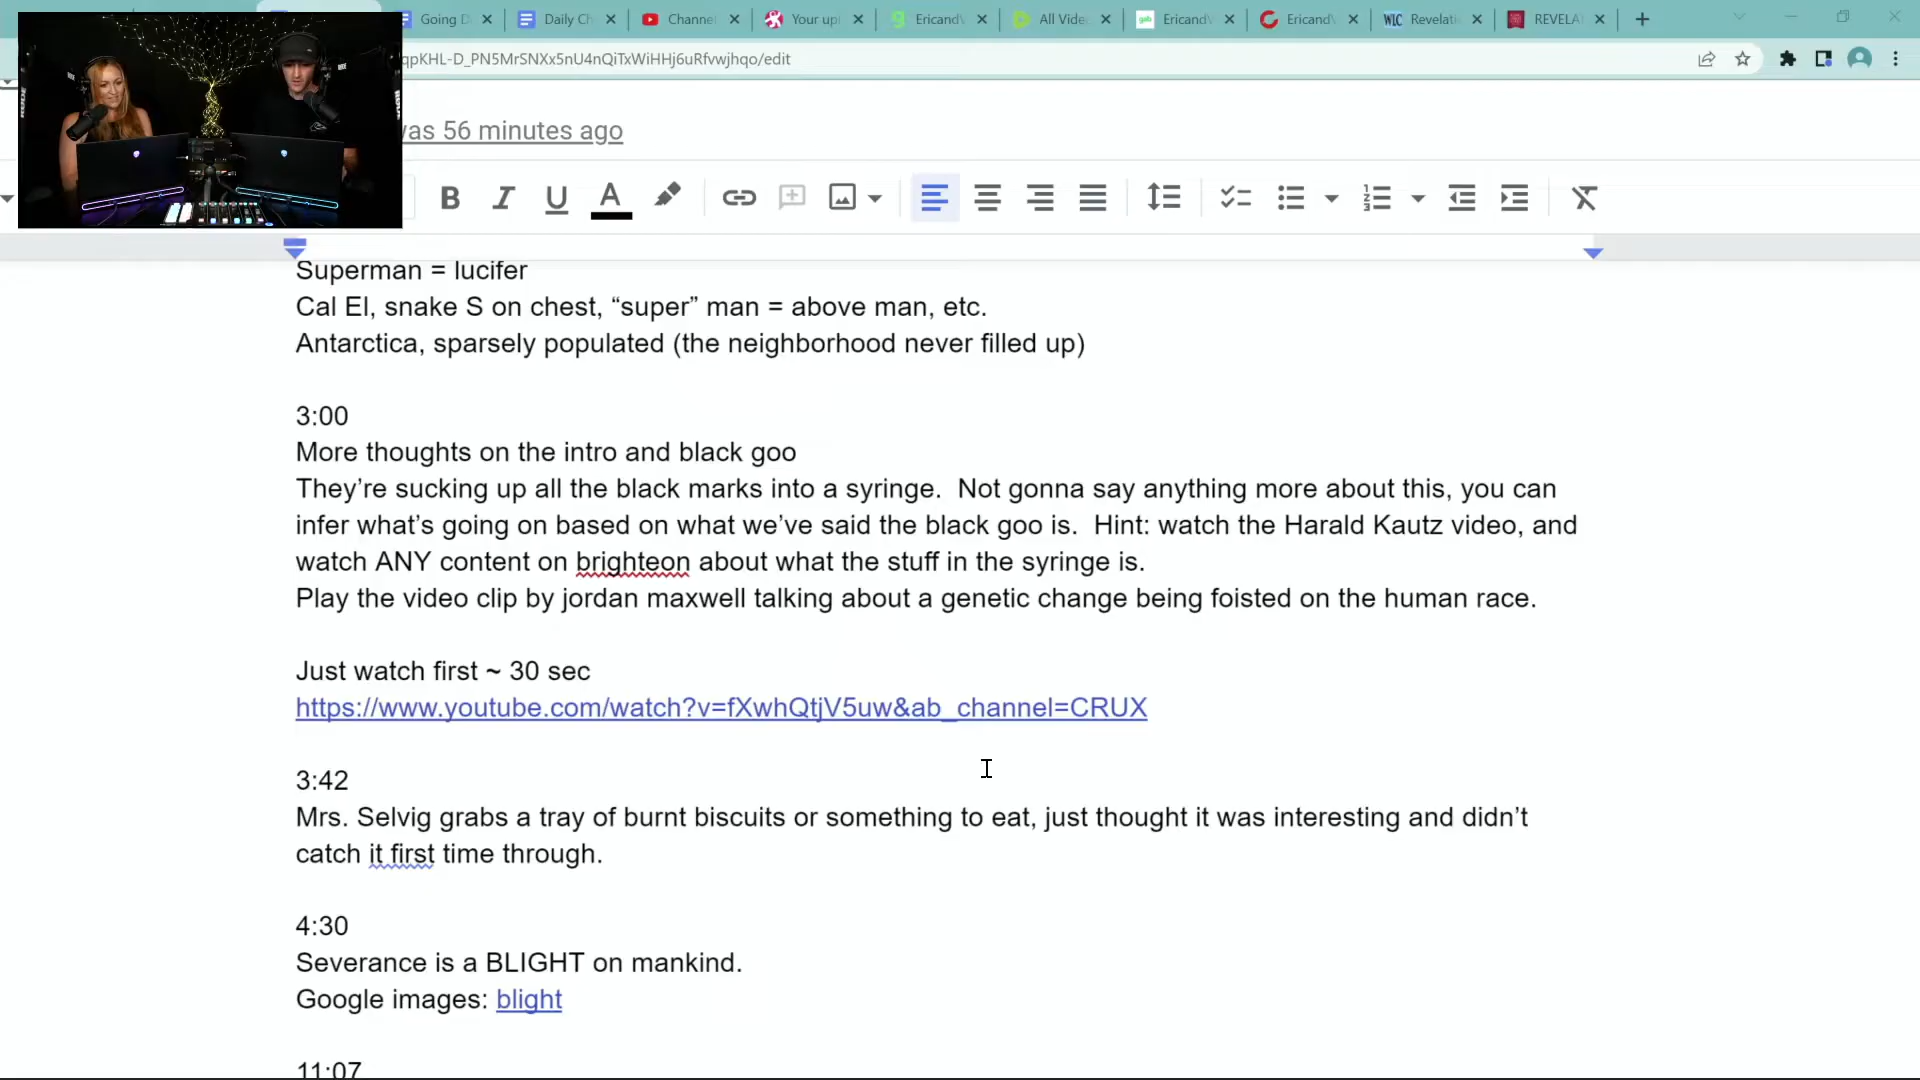 Going D
Daily Ch
Channel
Your up
EricandV
All Vide
EricandV
EricandV
WLC Revelati
REVELA
qpKHL-D_PN5MrSNXx5nU4nQiTxWiHHj6uRfvwjhqo/edit
was 56 minutes ago
Superman = lucifer
Cal El, snake S on chest, “super” man = above man, etc.
Antarctica, sparsely populated (the neighborhood never filled up)
3:00
More thoughts on the intro and black goo
They’re sucking up all the black marks into a syringe.  Not gonna say anything more about this, you can
infer what’s going on based on what we’ve said the black goo is.  Hint: watch the Harald Kautz video, and
watch ANY content on brighteon about what the stuff in the syringe is.
Play the video clip by jordan maxwell talking about a genetic change being foisted on the human race.
Just watch first ~ 30 sec
https://www.youtube.com/watch?v=fXwhQtjV5uw&ab_channel=CRUX
3:42
Mrs. Selvig grabs a tray of burnt biscuits or something to eat, just thought it was interesting and didn’t
catch it first time through.
4:30
Severance is a BLIGHT on mankind.
Google images: blight
11:07